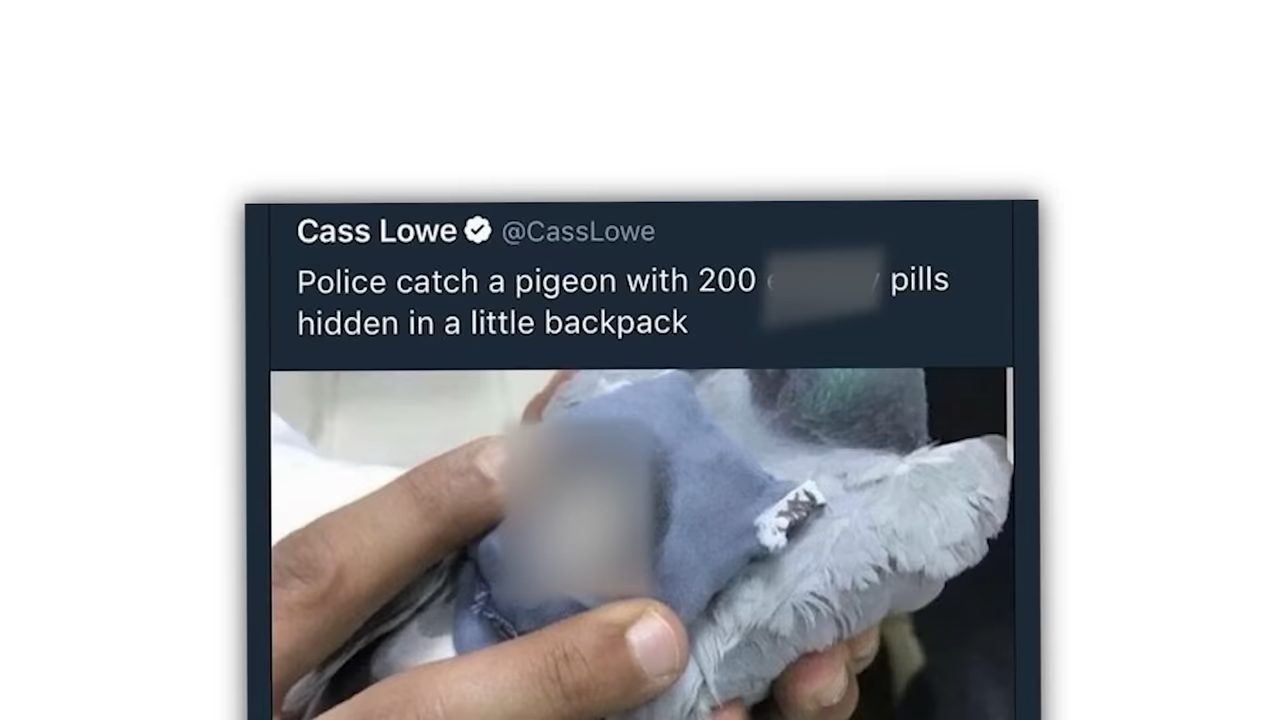 Cass Lowe @CassLowe
Police catch a pigeon with 200 pills
hidden in a little backpack